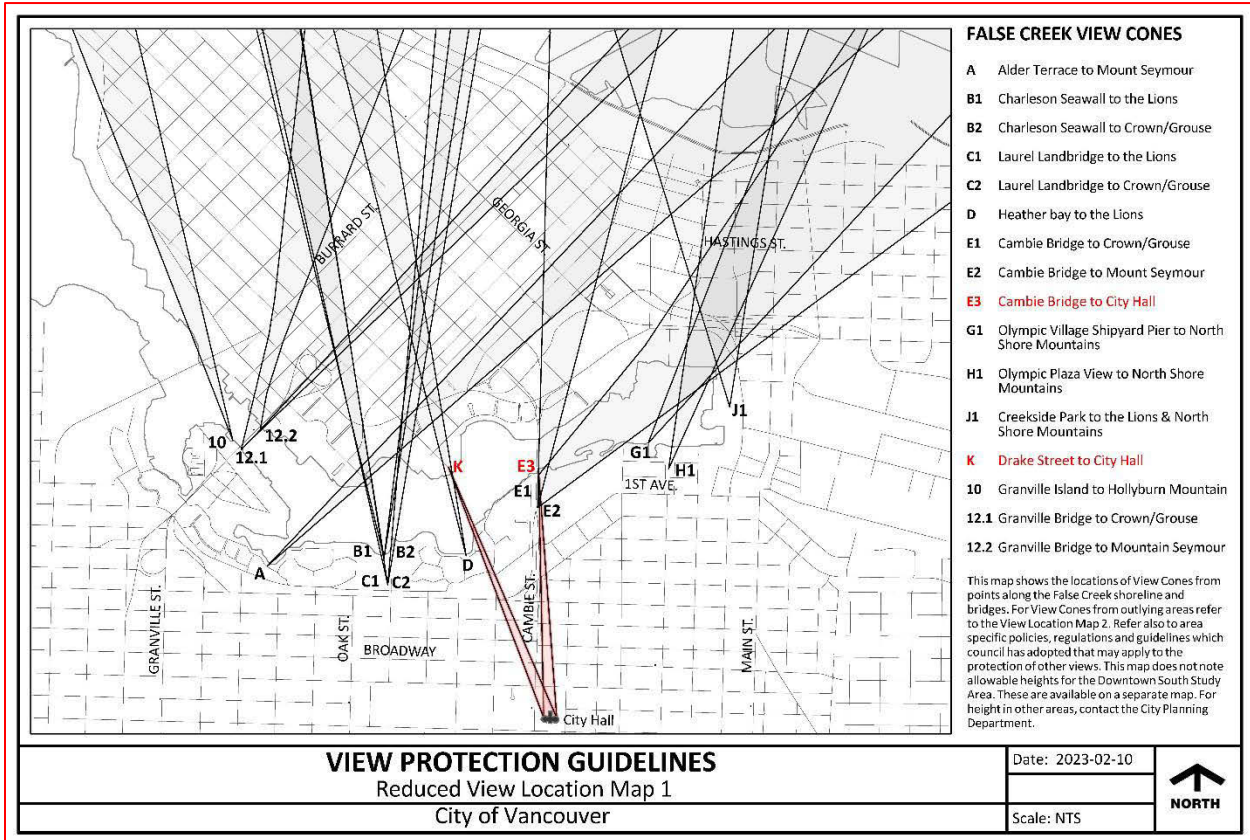 FALSE CREEK VIEW CONES
A Alder Terrace to Mount Seymour
B1 Charleson Seawall to the Lions
B2 Charleson Seawall to Crown/Grouse
C1 Laurel Landbridge to the Lions
C2 Laurel Landbridge to Crown/Grouse
D Heather bay to the Lions
E1 Cambie Bridge to Crown/Grouse
E2 Cambie Bridge to Mount Seymour
E3 Cambie Bridge to City Hall
G1 Olympic Village Shipyard Pier to North
Shore Mountains
H1 Olympic Plaza View to North Shore
Mountains
J1 Creekside Park to the Lions & North
Shore Mountains
K Drake Street to City Hall
10 Granville Island to Hollyburn Mountain
12.1 Granville Bridge to Crown/Grouse
12.2 Granville Bridge to Mountain Seymour
This map shows the locations of View Cones from
points along the False Creek shoreline and
bridges. For View Cones from outlying areas refer
to the View Location Map 2. Refer also to area
specific policies, regulations and guidelines which
council has adopted that may apply to the
protection of other views. This map does not note
allowable heights for the Downtown South Study
Area. These are available on a separate map. For
height in other areas, contact the City Planning
Department.
BURRARD ST.
GEORGIA ST.
HASTINGS ST.
J1
10
12.2
12.1
G1
H1
K
E3
1ST AVE.
E1
E2
B1
B2
D
A
C1
C2
GRANVILLE ST.
OAK ST.
CAMBIE ST.
MAIN ST.
BROADWAY
City Hall
VIEW PROTECTION GUIDELINES
Reduced View Location Map 1
City of Vancouver
Date: 2023-02-10
Scale: NTS
NORTH